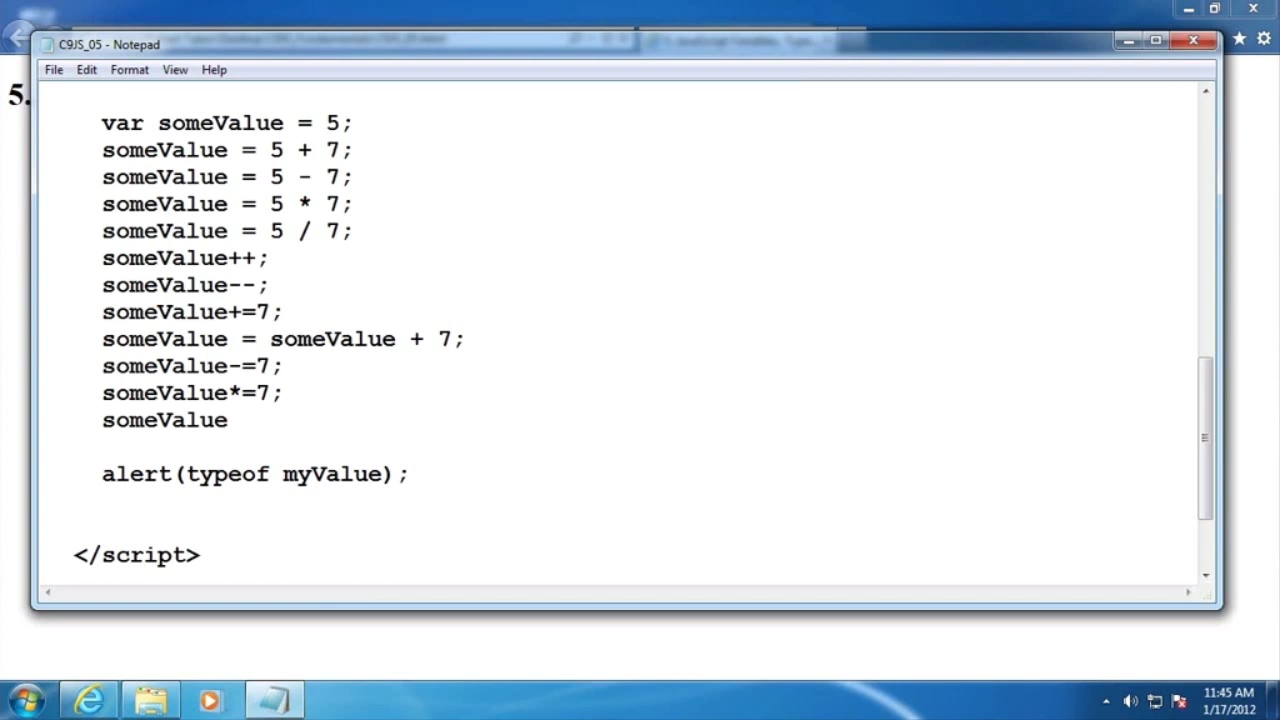 C9JS_05 - Notepad
File Edit Format View Help
5.
var someValue = 5;
someValue = 5 + 7;
someValue = 5 - 7;
someValue = 5 * 7;
someValue = 5 / 7;
someValue++;
someValue--;
someValue+=7;
someValue = someValue + 7;
someValue-=7;
someValue*=7;
someValue
alert(typeof myValue);
</script>
11:45 AM
1/17/2012